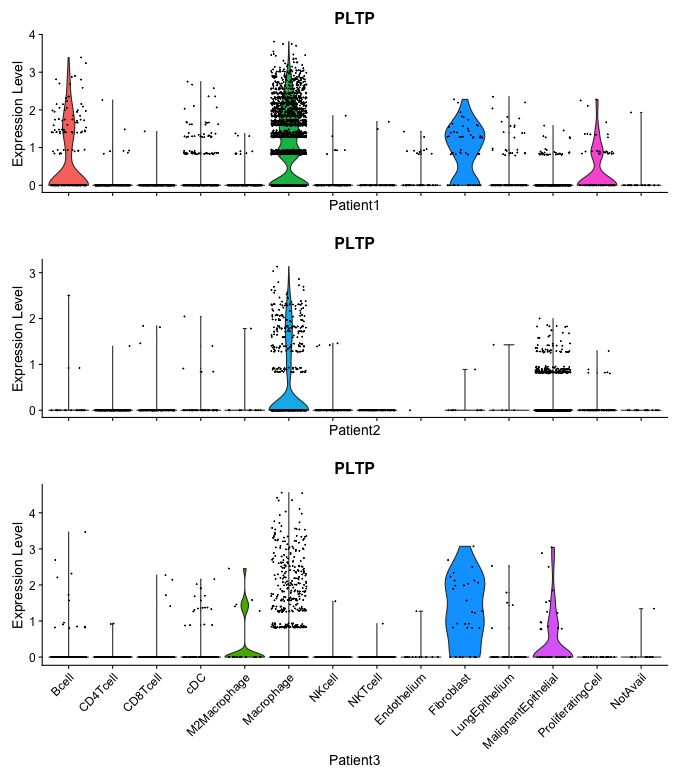 PLTP
Expression Level
4
3
2
1
0
Patient1
PLTP
Expression Level
3
2
1
0
Patient2
PLTP
Expression Level
4
3
2
1
0
Bcell
CD4Tcell
CD8Tcell
cDC
M2Macrophage
Macrophage
NKcell
NKTcell
Endothelium
Fibroblast
LungEpithelium
MalignantEpithelial
ProliferatingCell
NotAvail
Patient3